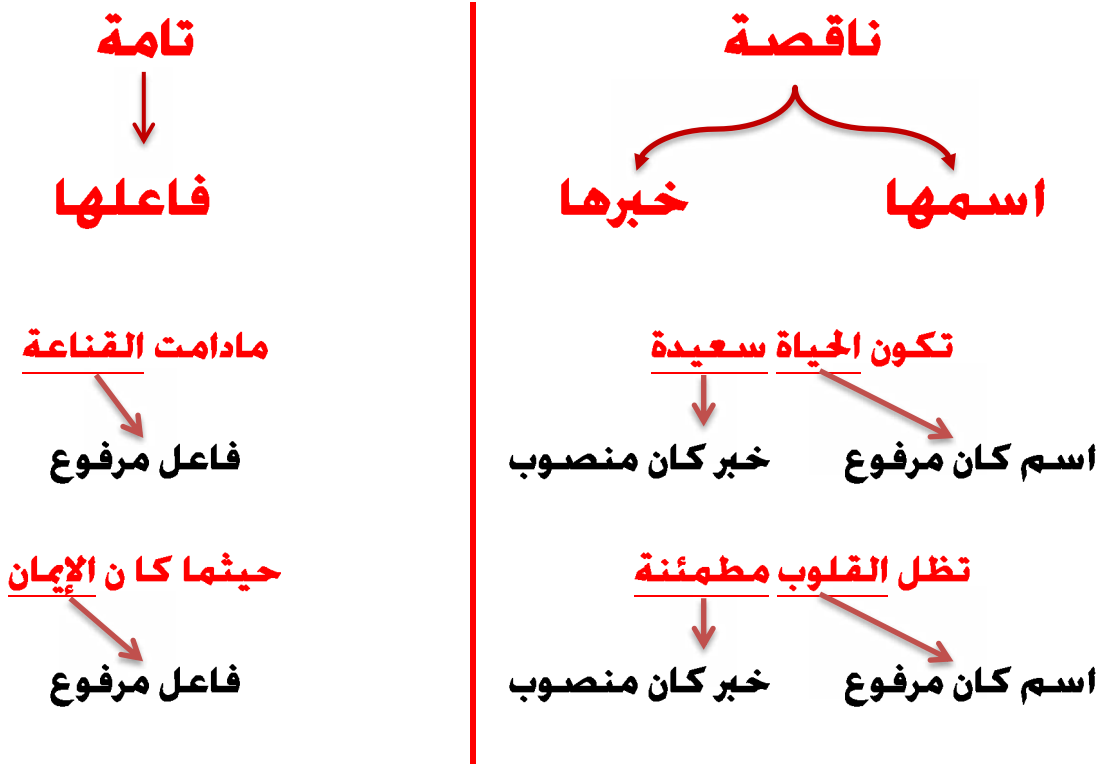 ناقصة
تامة
اسمها
خبرها
فاعلها
تكون الحياة سعيدة
مادامت القناعة
اسم كان مرفوع
خبر كان منصوب
فاعل مرفوع
تظل القلوب مطمئنة
حيثما كا ن الإيمان
اسم كان مرفوع
خبر كان منصوب
فاعل مرفوع